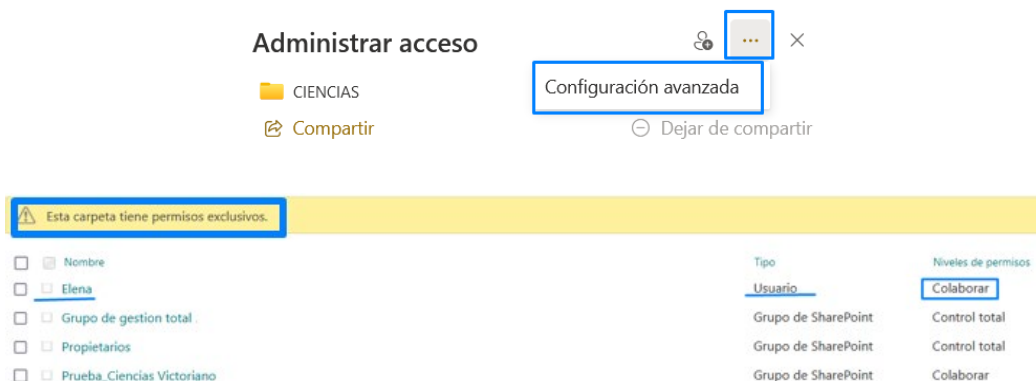 Administrar acceso
...
Configuración avanzada
CIENCIAS
Compartir
Dejar de compartir
Esta carpeta tiene permisos exclusivos.
Nombre Tipo Niveles de permisos
Elena Usuario Colaborar
Grupo de gestion total . Grupo de SharePoint Control total
Propietarios Grupo de SharePoint Control total
Prueba_Ciencias Victoriano Grupo de SharePoint Colaborar